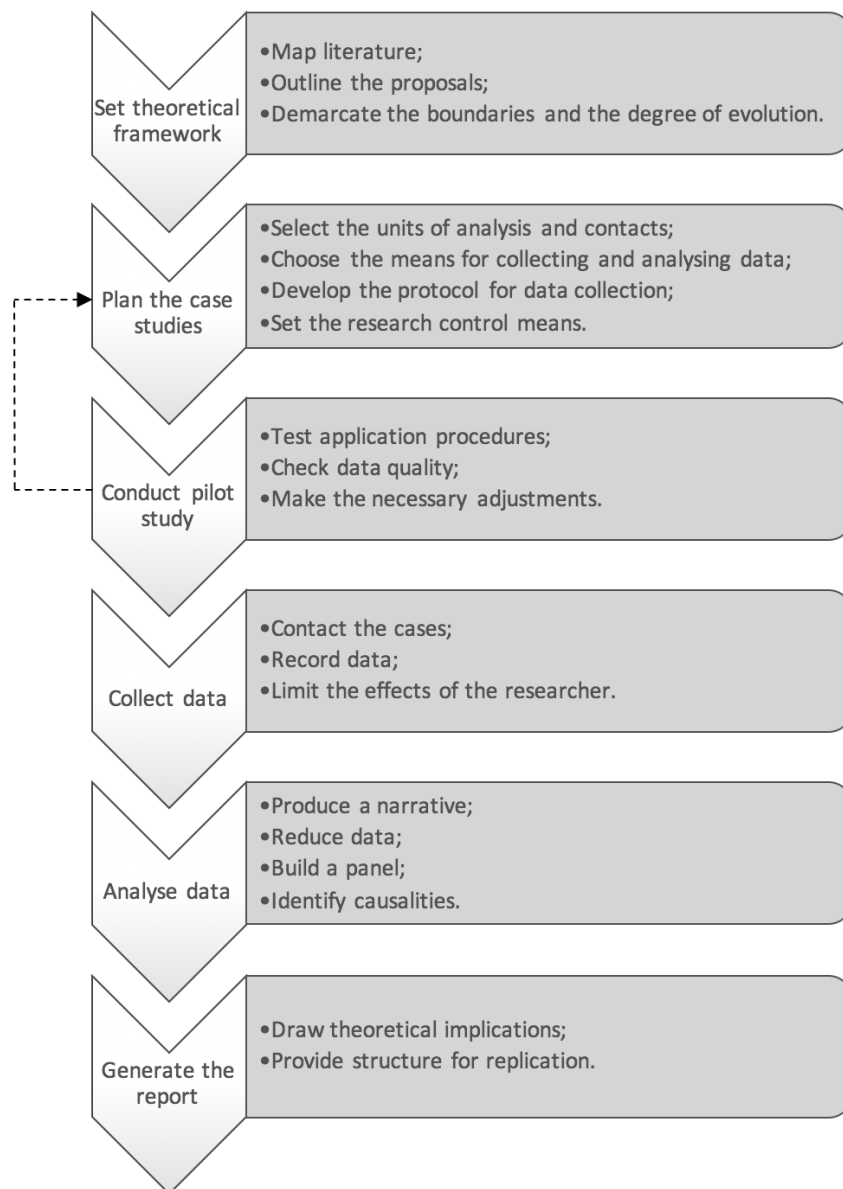 Set theoretical
framework
•Map literature;
•Outline the proposals;
•Demarcate the boundaries and the degree of evolution.
Plan the case
studies
•Select the units of analysis and contacts;
•Choose the means for collecting and analysing data;
•Develop the protocol for data collection;
•Set the research control means.
Conduct pilot
study
•Test application procedures;
•Check data quality;
•Make the necessary adjustments.
Collect data
•Contact the cases;
•Record data;
•Limit the effects of the researcher.
Analyse data
•Produce a narrative;
•Reduce data;
•Build a panel;
•Identify causalities.
Generate the
report
•Draw theoretical implications;
•Provide structure for replication.